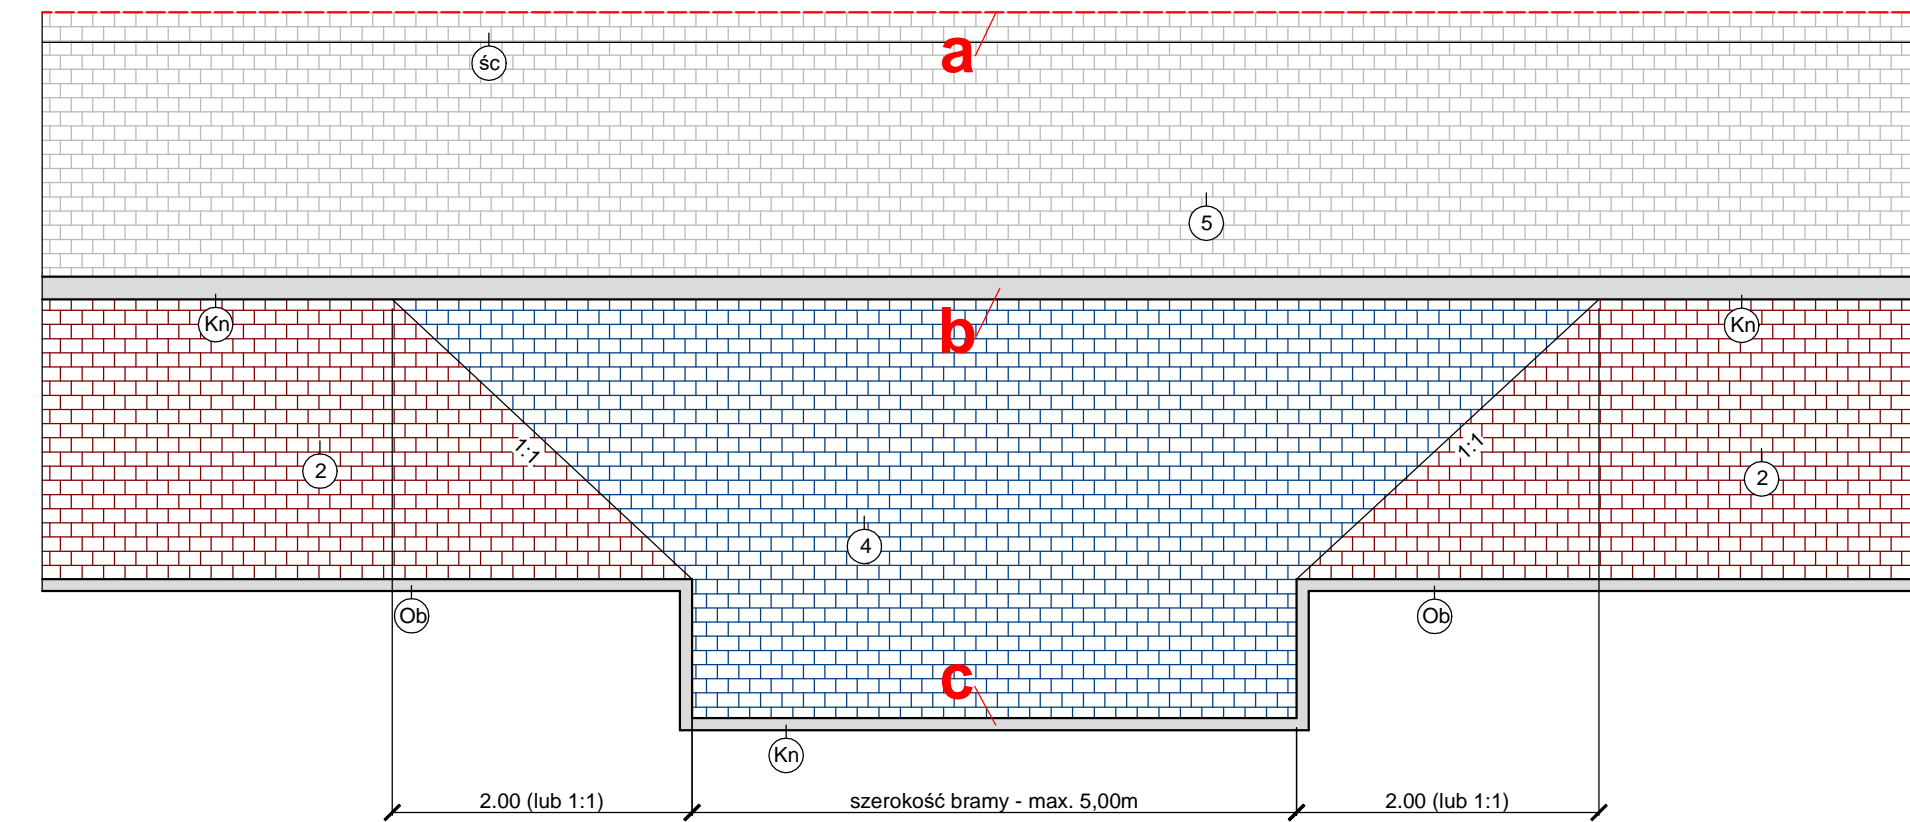 a
śc
5
b
Kn
Kn
1:1
1:1
2
2
4
Ob
Ob
c
Kn
2.00 (lub 1:1)
szerokość bramy - max. 5,00m
2.00 (lub 1:1)